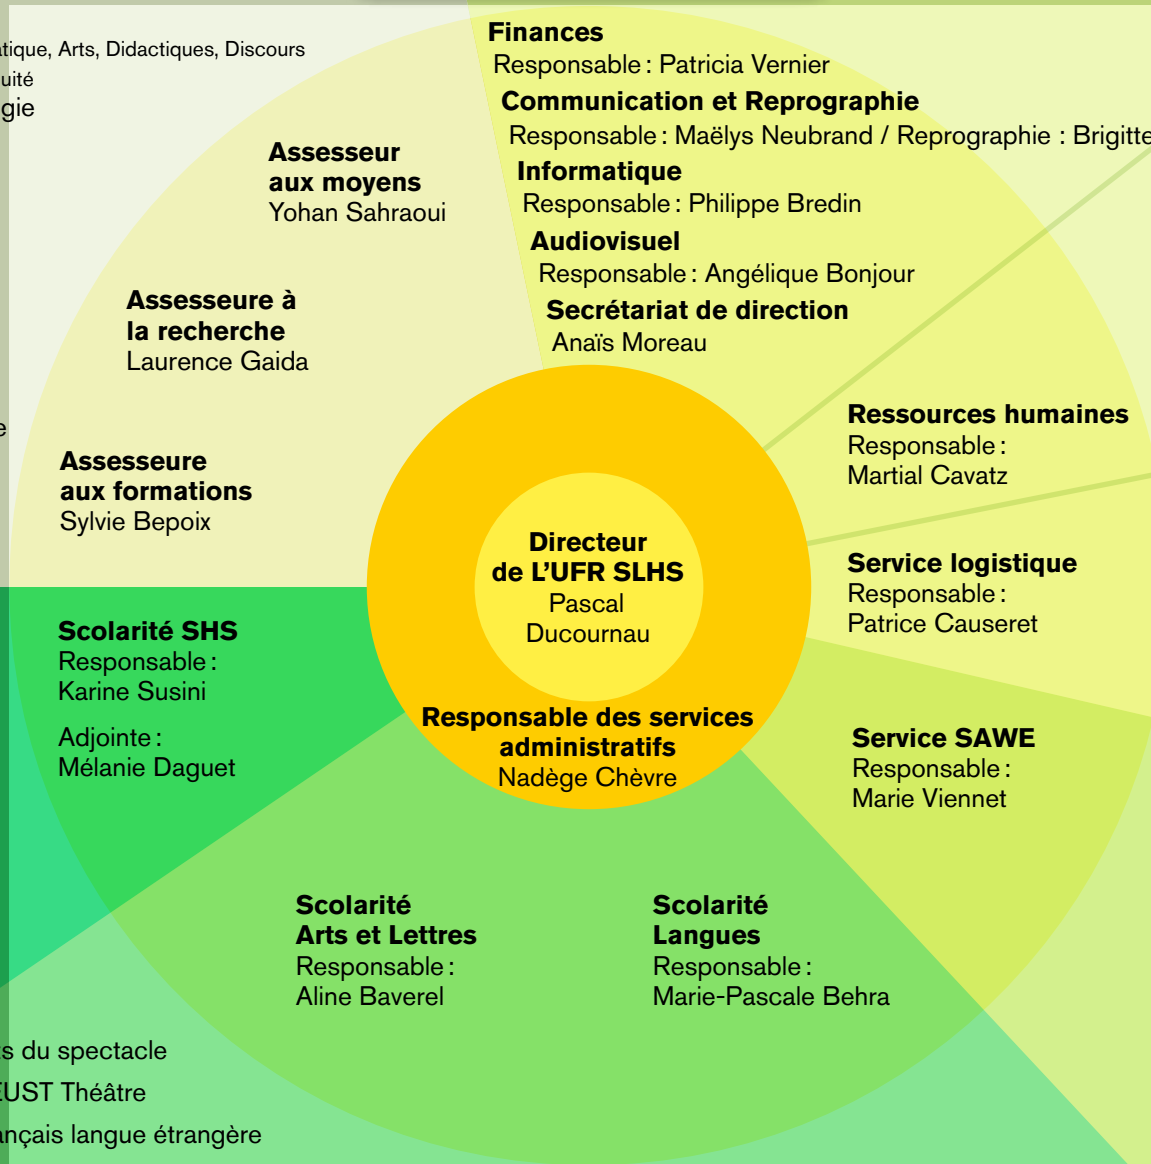 Arts, Didactiques, Discours
Finances
Responsable : Patricia Vernier
Communication et Reprographie
Responsable : Maëlys Neubrand / Reprographie : Brigitte
Informatique
Responsable : Philippe Bredin
Audiovisuel
Responsable : Angélique Bonjour
Secrétariat de direction
Anaïs Moreau
Assesseur
aux moyens
Yohan Sahraoui
Assesseure à
la recherche
Laurence Gaida
Assesseure
aux formations
Sylvie Bepoix
Ressources humaines
Responsable :
Martial Cavatz
Service logistique
Responsable :
Patrice Causeret
Directeur
de L'UFR SLHS
Pascal
Ducournau
Responsable des services
administratifs
Nadège Chèvre
Scolarité SHS
Responsable :
Karine Susini
Adjointe :
Mélanie Daguet
Service SAWE
Responsable :
Marie Viennet
Scolarité
Arts et Lettres
Responsable :
Aline Baverel
Scolarité
Langues
Responsable :
Marie-Pascale Behra
du spectacle
Théâtre
langue étrangère